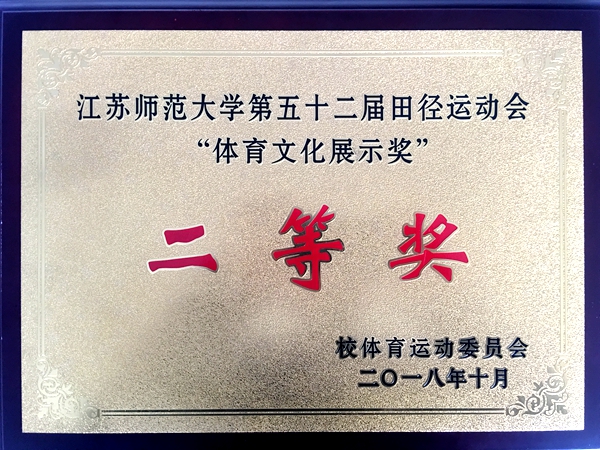 江苏师范大学第五十二届田径运动会
“体育文化展示奖”
二等奖
校体育运动委员会
二〇一八年十月